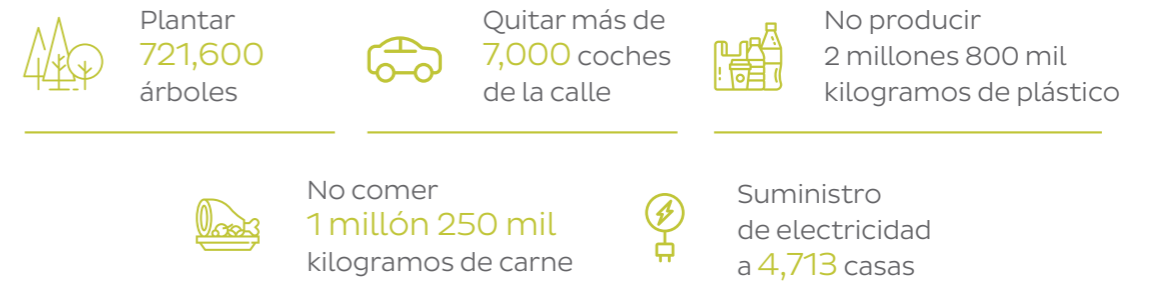 Plantar
721,600
árboles
Quitar más de
7,000 coches
de la calle
No producir
2 millones 800 mil
kilogramos de plástico
No comer
1 millón 250 mil
kilogramos de carne
Suministro
de electricidad
a 4,713 casas